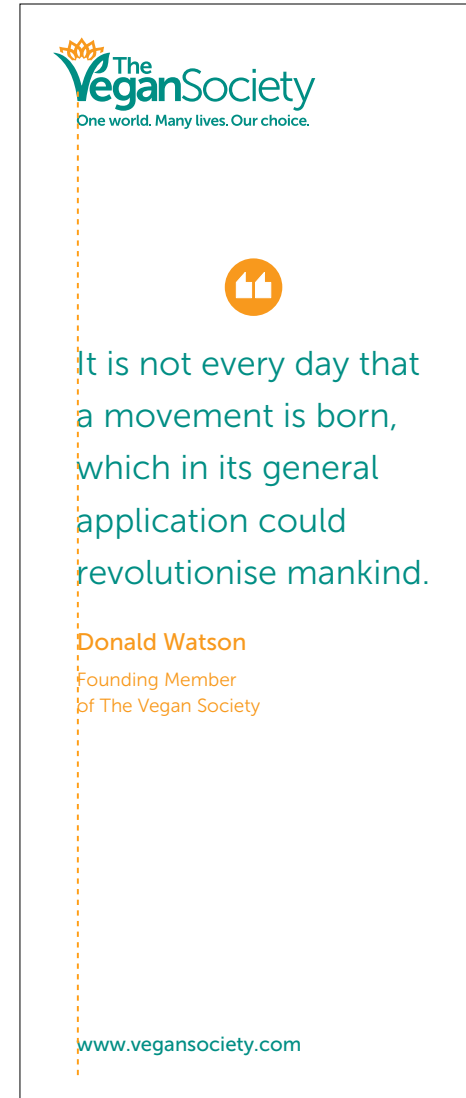 The
VeganSociety
One world. Many lives. Our choice.
“
It is not every day that
a movement is born,
which in its general
application could
revolutionise mankind.
Donald Watson
Founding Member
of The Vegan Society
www.vegansociety.com